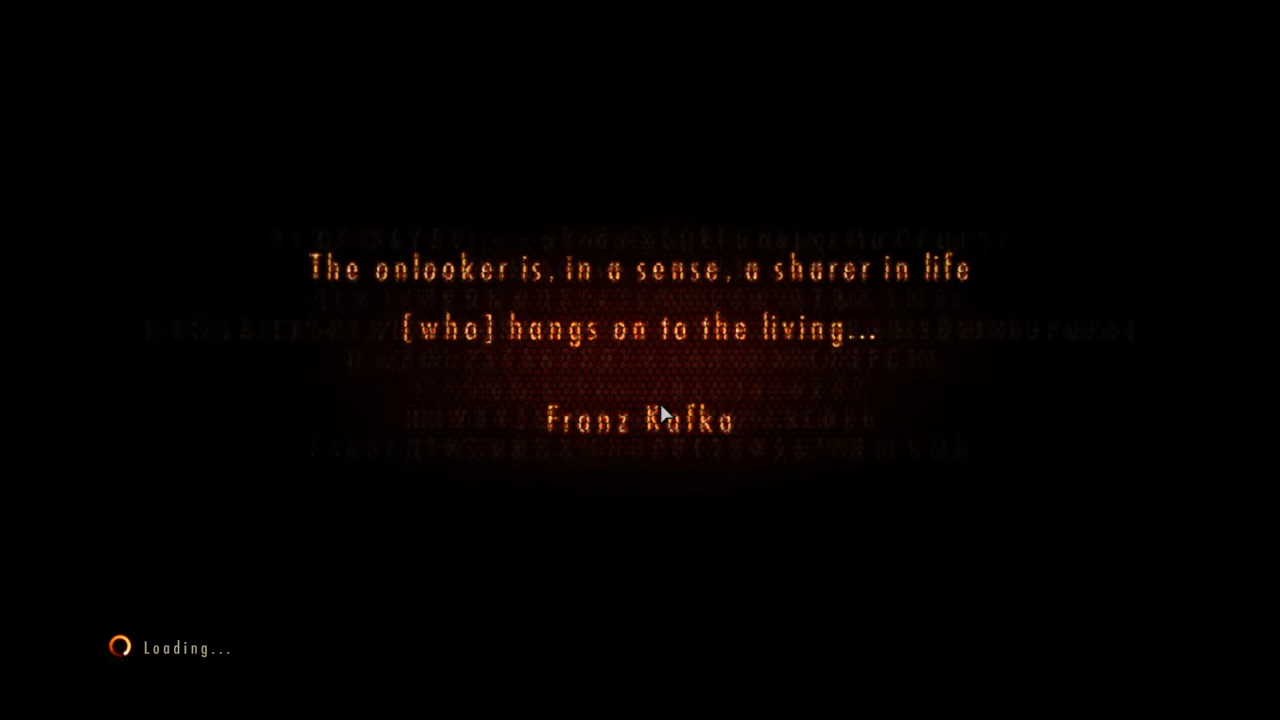 The onlooker is, in a sense, a sharer in life
[who] hangs on to the living...
Franz Kafka
Loading...